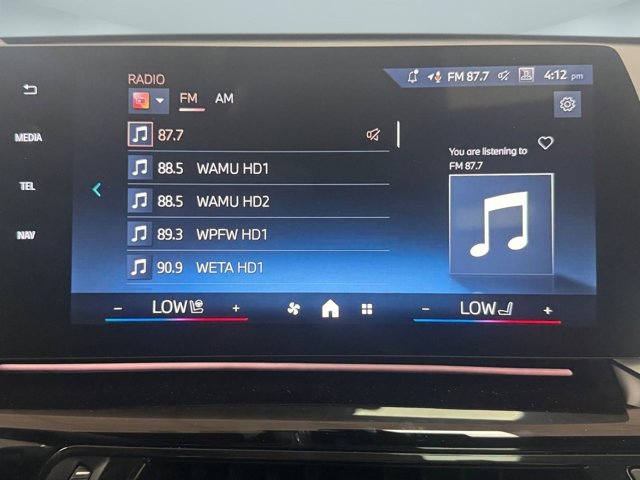 RADIO
FM 87.7
4:12 pm
FM AM
MEDIA
TEL
NAV
87.7
88.5 WAMU HD1
88.5 WAMU HD2
89.3 WPFW HD1
90.9 WETA HD1
You are listening to
FM 87.7
- LOW +
- LOW +